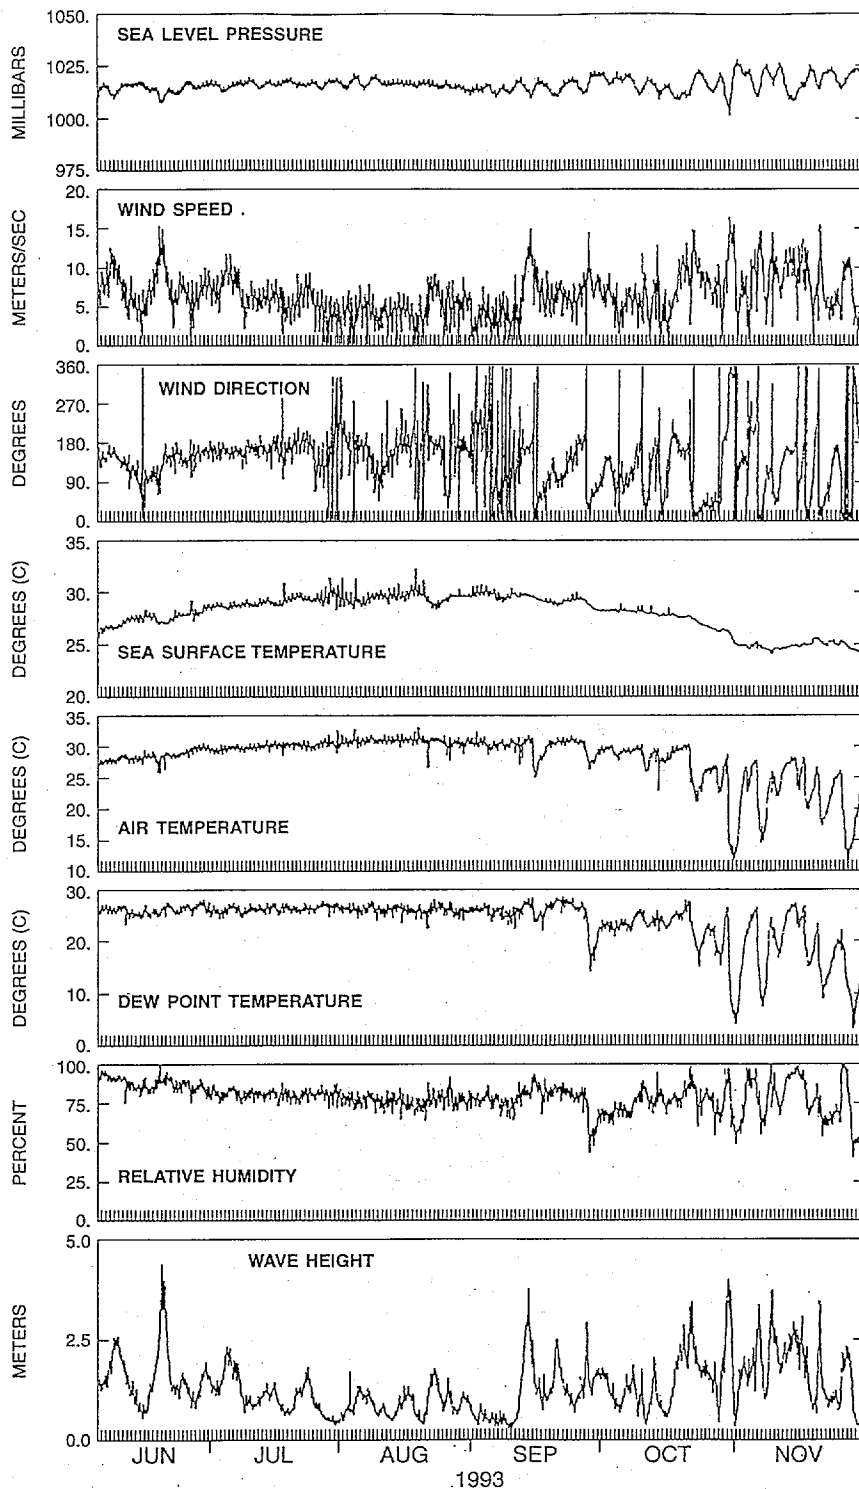 1050.
SEA LEVEL PRESSURE
1025.
1000.
975.
MILLIBARS
20.
WIND SPEED .
15.
10.
5.
0.
METERS/SEC
360.
WIND DIRECTION
270.
180.
90.
0.
DEGREES
35.
30.
25.
SEA SURFACE TEMPERATURE
20.
DEGREES (C)
35.
30.
25.
20.
AIR TEMPERATURE
15.
10.
DEGREES (C)
30.
20.
10.
DEW POINT TEMPERATURE
0.
DEGREES (C)
100.
75.
50.
25.
RELATIVE HUMIDITY
0.
PERCENT
5.0
WAVE HEIGHT
2.5
0.0
METERS
JUN JUL AUG SEP OCT NOV
1993